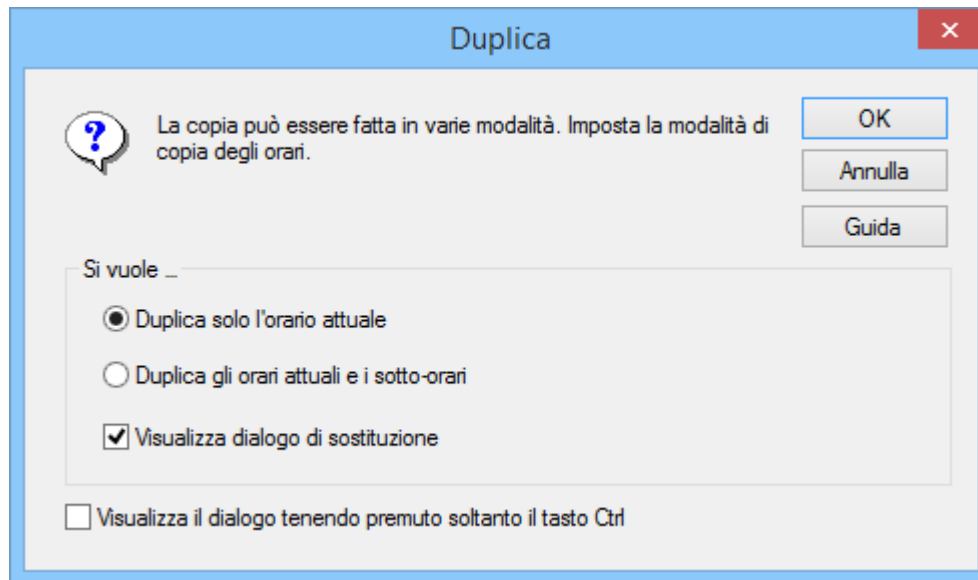 Duplica
La copia può essere fatta in varie modalità. Imposta la modalità di
copia degli orari.
OK
Annulla
Guida
Si vuole ...
Duplica solo l'orario attuale
Duplica gli orari attuali e i sotto-orari
Visualizza dialogo di sostituzione
Visualizza il dialogo tenendo premuto soltanto il tasto Ctrl